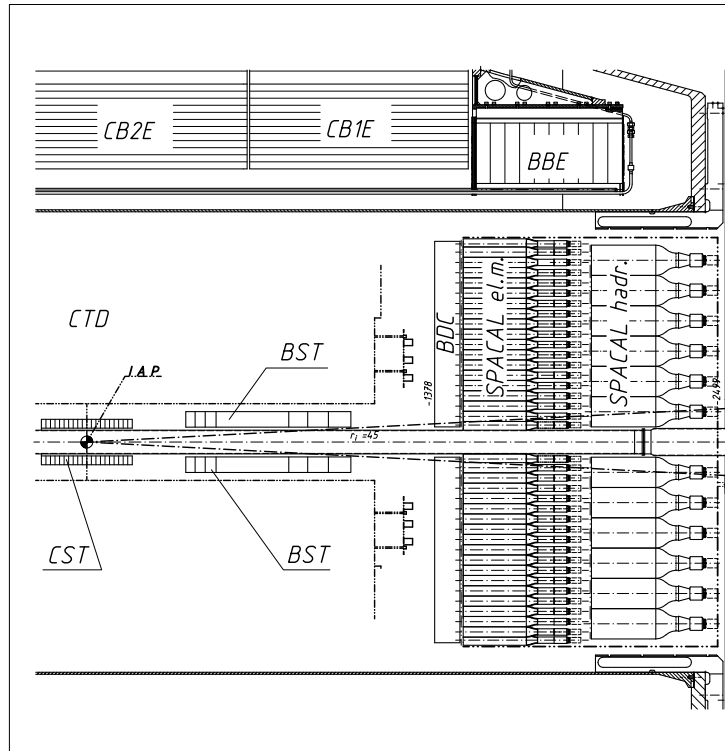 CB2E
CB1E
BBE
CTD
I.A.P.
BST
BDC
SPACAL el.m.
SPACAL hadr.
-1378
-2499
r_i =45
CST
BST